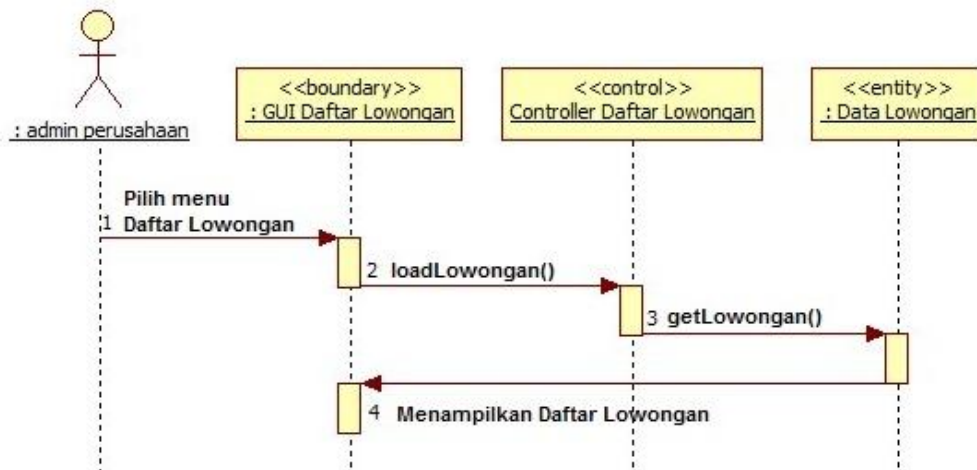 <<boundary>>
: GUI Daftar Lowongan
<<control>>
Controller Daftar Lowongan
<<entity>>
: Data Lowongan
: admin perusahaan
Pilih menu
1 Daftar Lowongan
2 loadLowongan()
3 getLowongan()
4 Menampilkan Daftar Lowongan